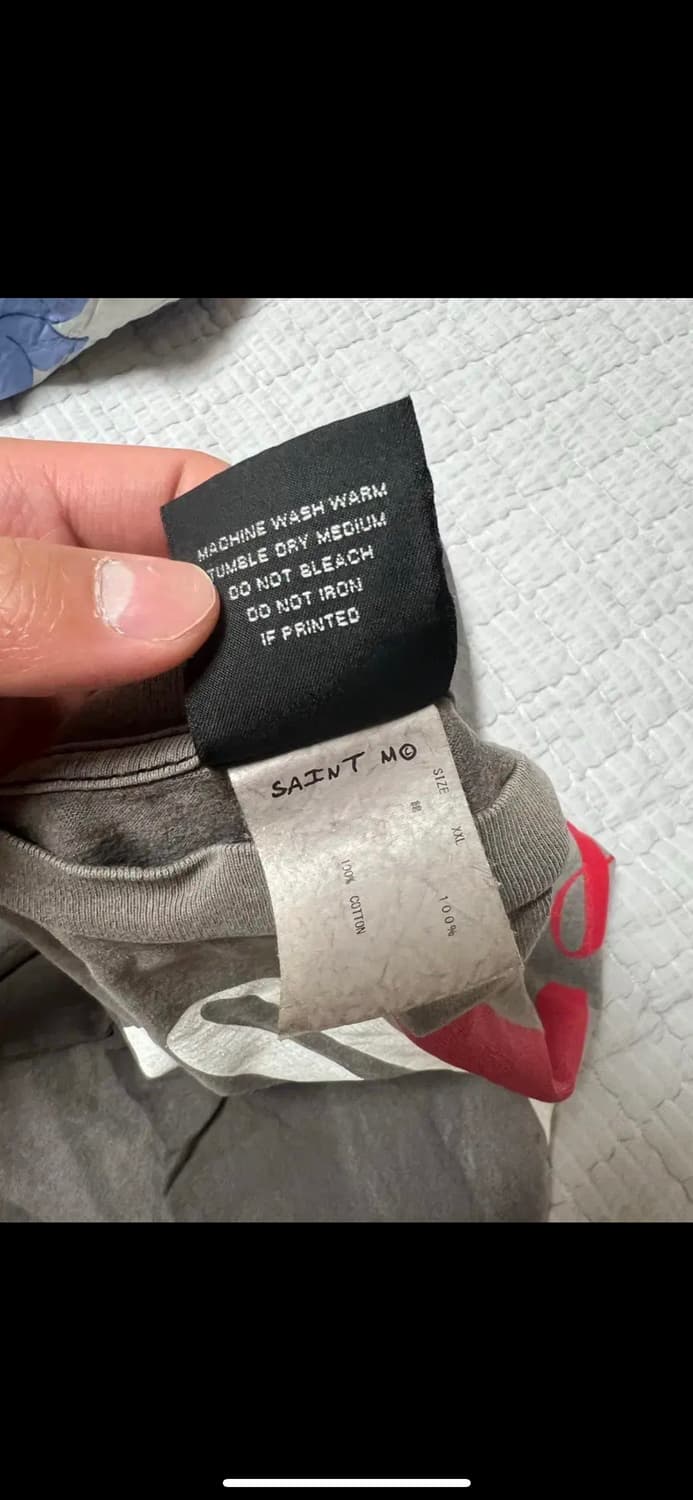 MACHINE WASH WARM
TUMBLE DRY MEDIUM
DO NOT BLEACH
DO NOT IRON
IF PRINTED
SAINT M©
SIZE XXL
綿 100%
100% COTTON